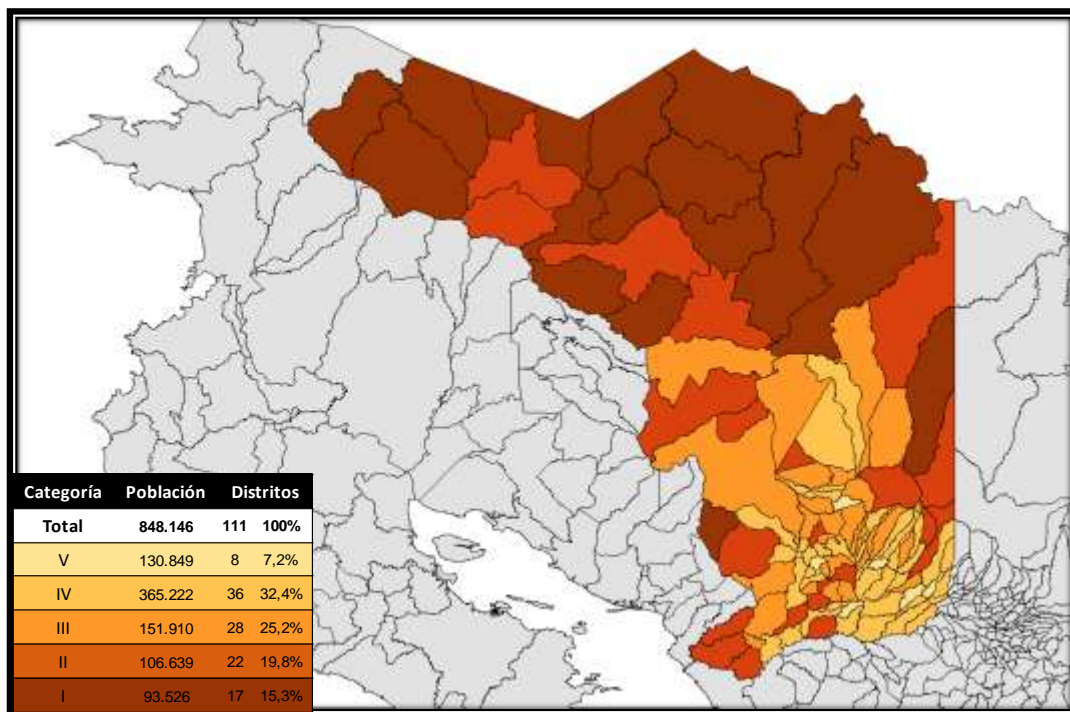 Categoría Población Distritos
Total 848.146 111 100%
V 130.849 8 7,2%
IV 365.222 36 32,4%
III 151.910 28 25,2%
II 106.639 22 19,8%
I 93.526 17 15,3%